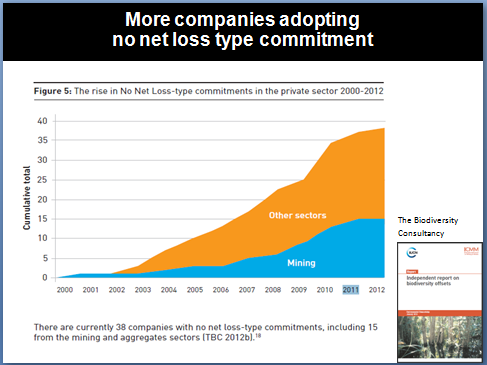 More companies adopting
no net loss type commitment
Figure 5: The rise in No Net Loss-type commitments in the private sector 2000-2012
40
35
30
25
20
15
10
5
0
Cumulative total
Other sectors
Mining
2000 2001 2002 2003 2004 2005 2006 2007 2008 2009 2010 2011 2012
There are currently 38 companies with no net loss-type commitments, including 15
from the mining and aggregates sectors [TBC 2012b].18
The Biodiversity
Consultancy
IUCN
ICMM
Independent report on
biodiversity offsets